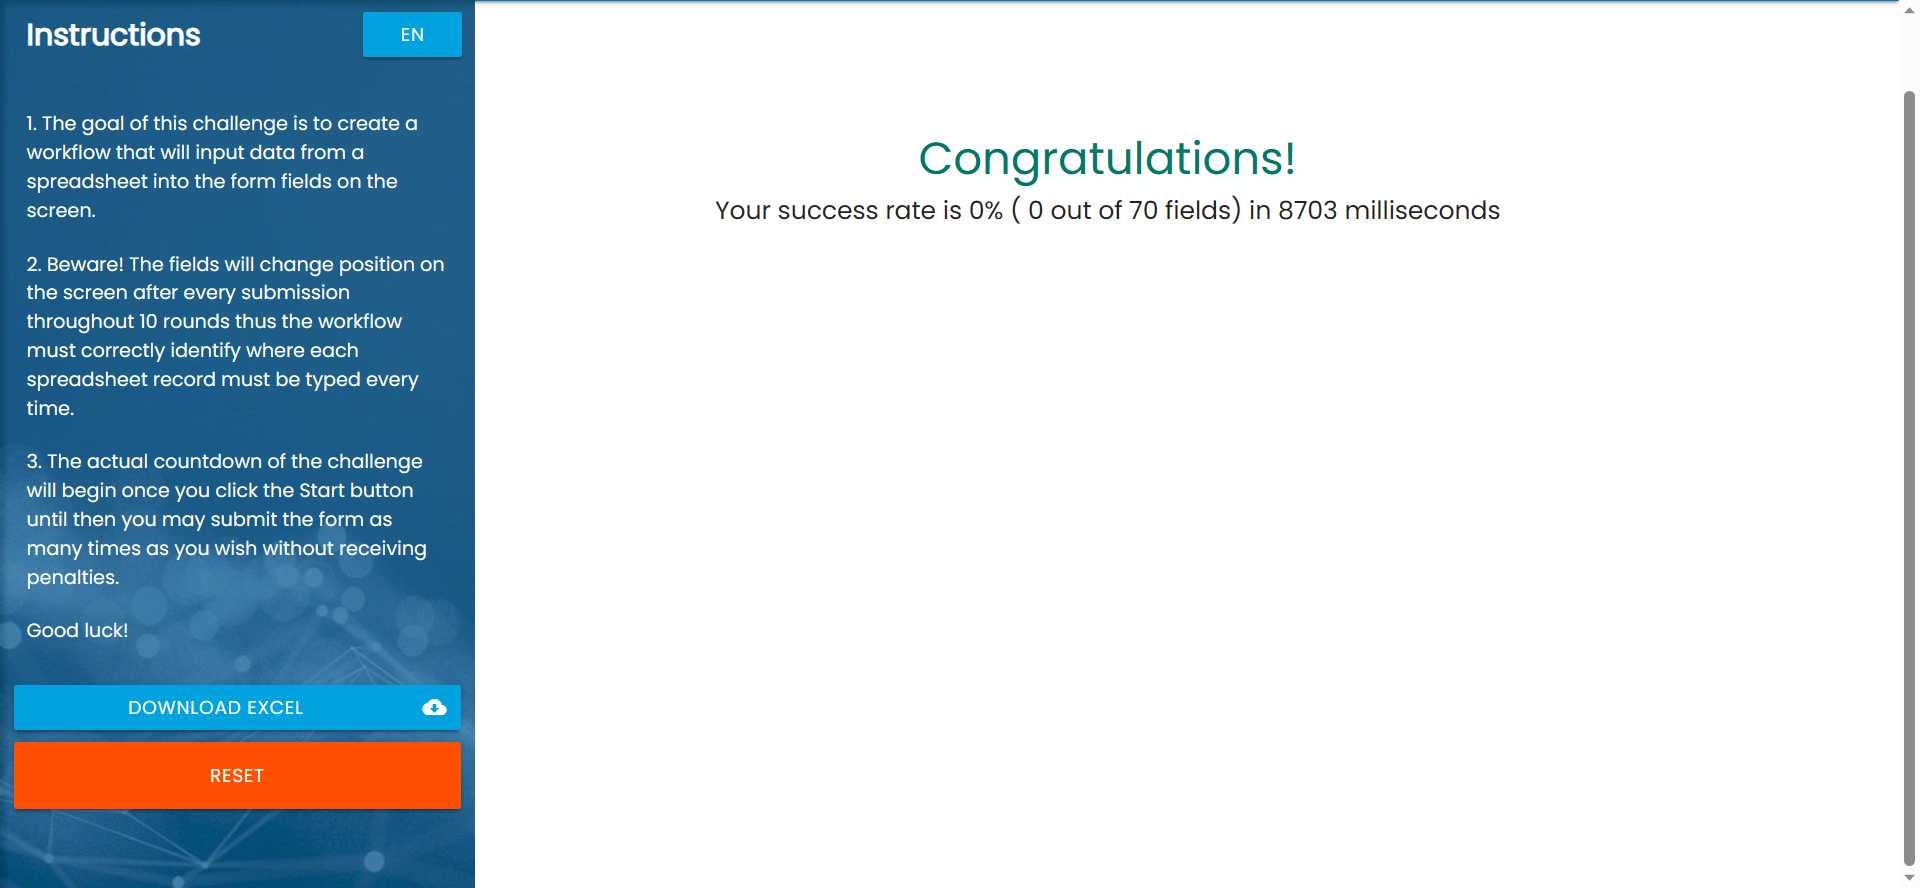 Instructions
EN
1. The goal of this challenge is to create a
workflow that will input data from a
spreadsheet into the form fields on the
screen.
2. Beware! The fields will change position on
the screen after every submission
throughout 10 rounds thus the workflow
must correctly identify where each
spreadsheet record must be typed every
time.
3. The actual countdown of the challenge
will begin once you click the Start button
until then you may submit the form as
many times as you wish without receiving
penalties.
Good luck!
DOWNLOAD EXCEL
RESET
Congratulations!
Your success rate is 0% ( 0 out of 70 fields) in 8703 milliseconds